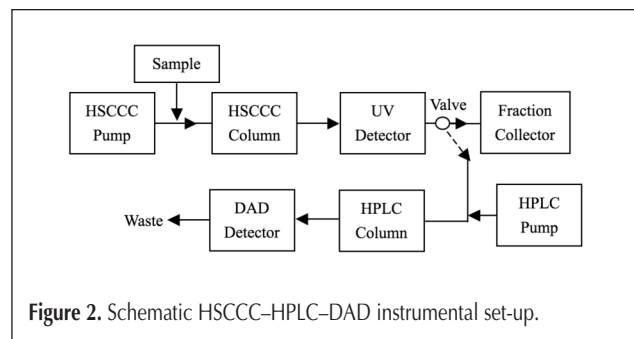 Sample
HSCCC
Pump
HSCCC
Column
UV
Detector
Valve
Fraction
Collector
Waste
DAD
Detector
HPLC
Column
HPLC
Pump
Figure 2. Schematic HSCCC–HPLC–DAD instrumental set-up.